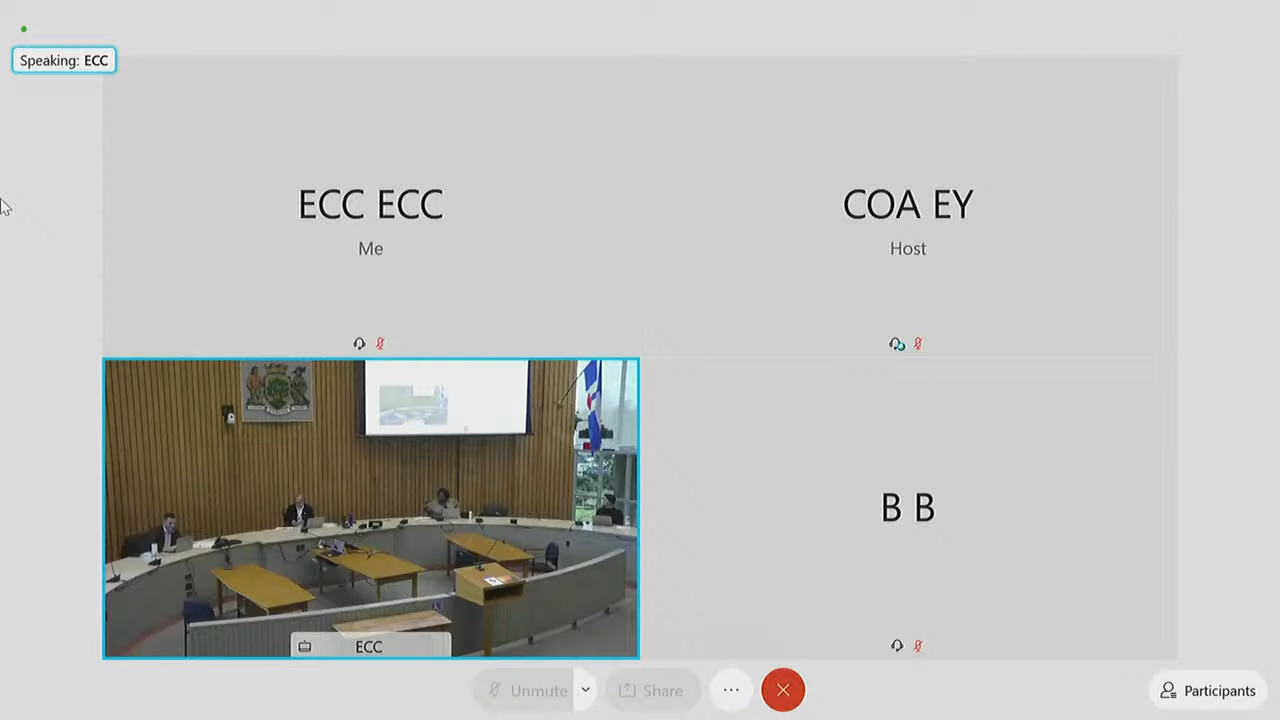 Speaking: ECC
ECC ECC
Me
COA EY
Host
ECC
B B
Unmute
Share
Participants